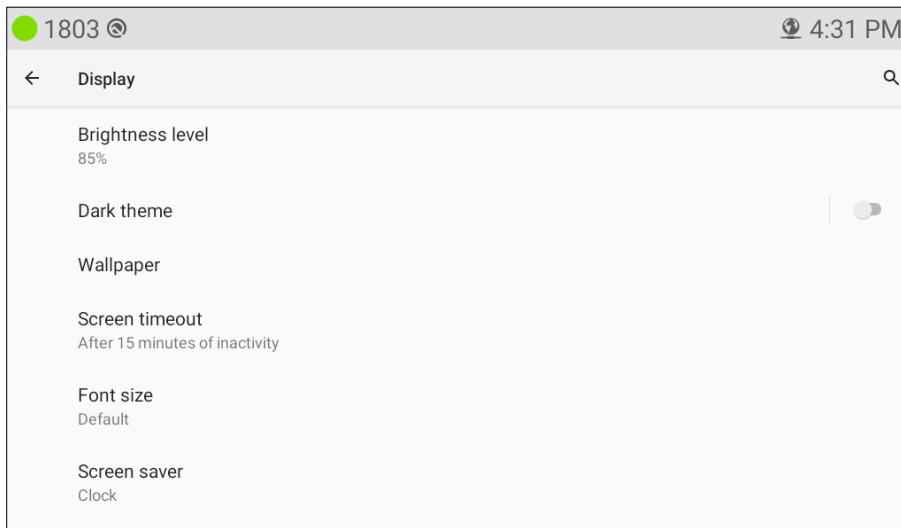 1803
4:31 PM
Display
Brightness level
85%
Dark theme
Wallpaper
Screen timeout
After 15 minutes of inactivity
Font size
Default
Screen saver
Clock